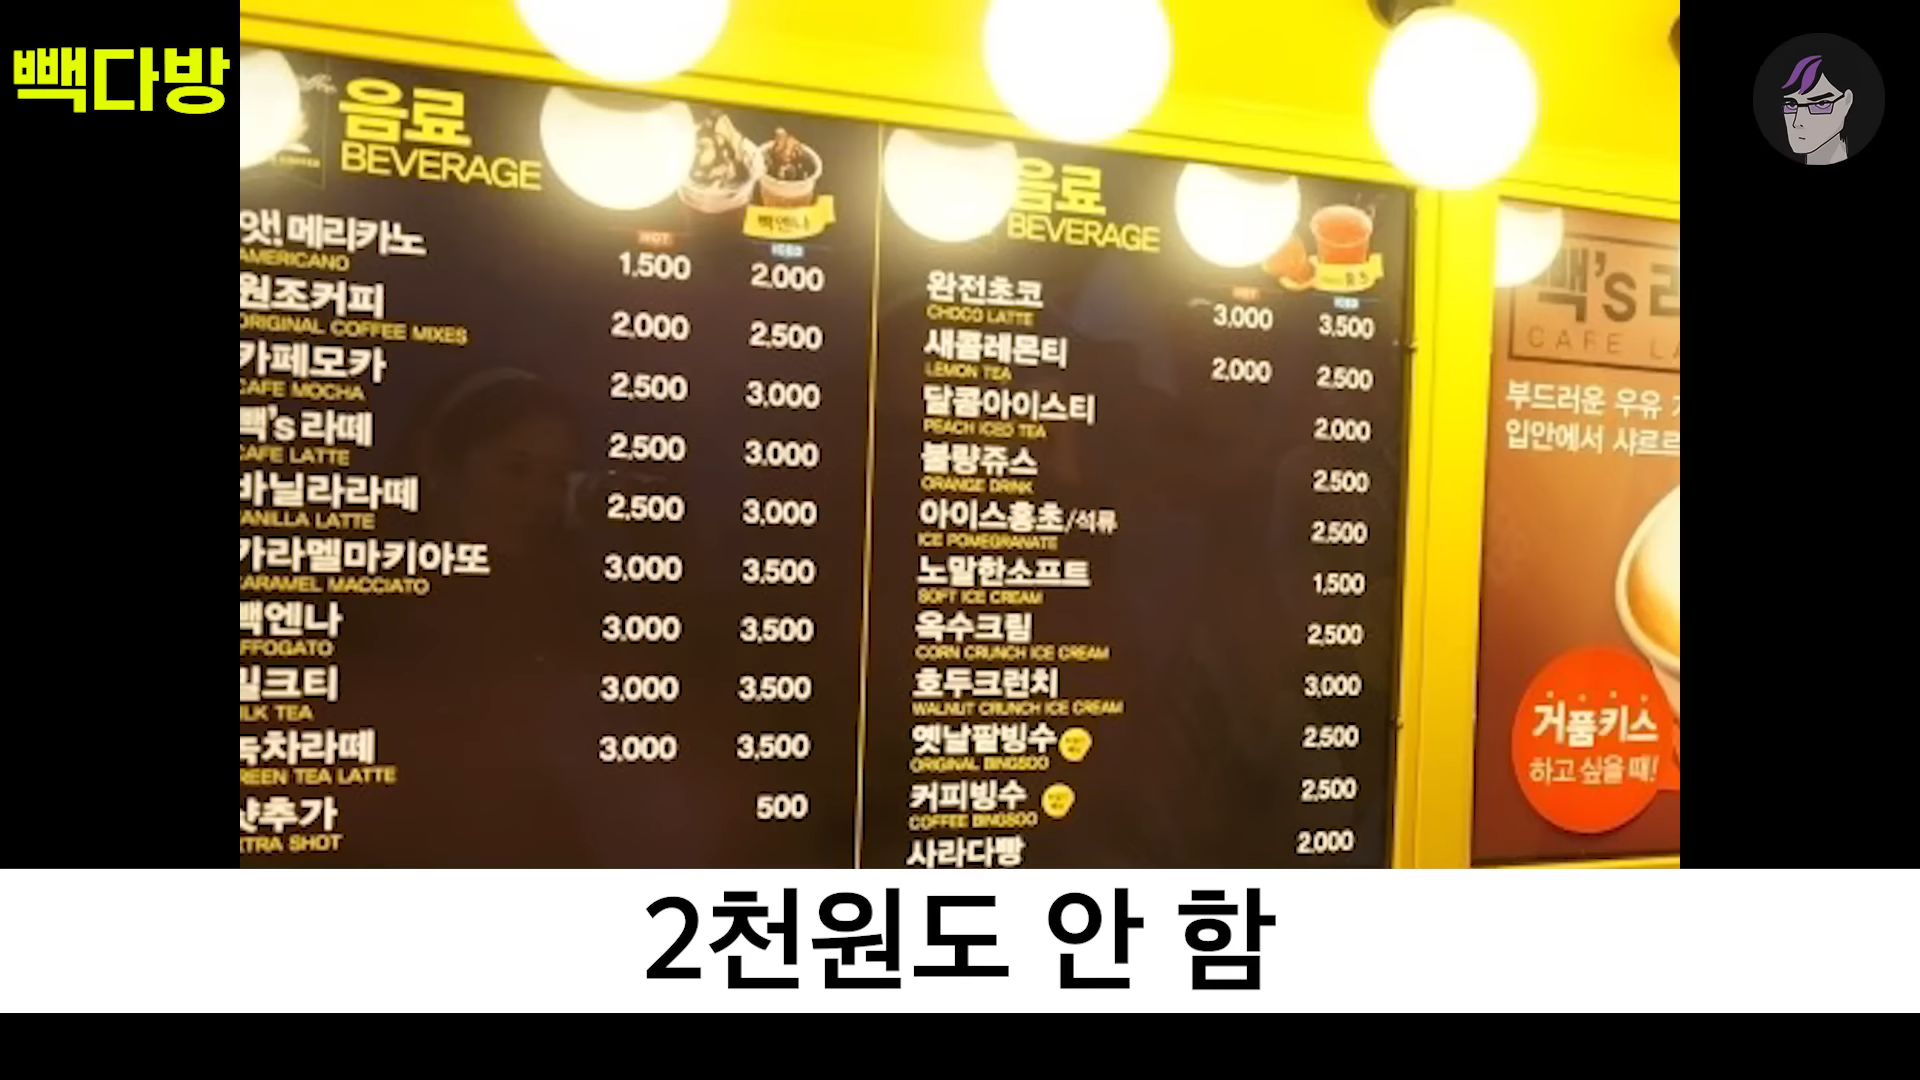 빽다방
음료
BEVERAGE
HOT ICED
앗! 메리카노 1,500 2,000
AMERICANO
원조커피 2,000 2,500
ORIGINAL COFFEE MIXES
카페모카 2,500 3,000
CAFE MOCHA
빽's 라떼 2,500 3,000
CAFE LATTE
바닐라라떼 2,500 3,000
VANILLA LATTE
카라멜마키아또 3,000 3,500
CARAMEL MACCIATO
빽엔나 3,000 3,500
AFFOGATO
밀크티 3,000 3,500
MILK TEA
녹차라떼 3,000 3,500
GREEN TEA LATTE
샷추가 500
EXTRA SHOT
빽엔나
음료
BEVERAGE
HOT ICED
완전초코 3,000 3,500
CHOCO LATTE
새콤레몬티 2,000 2,500
LEMON TEA
달콤아이스티 2,000
PEACH ICED TEA
불량쥬스 2,500
ORANGE DRINK
아이스홍초/석류 2,500
ICE POMEGRANATE
노말한소프트 1,500
SOFT ICE CREAM
옥수크림 2,500
CORN CRUNCH ICE CREAM
호두크런치 3,000
WALNUT CRUNCH ICE CREAM
옛날팥빙수 2,500
ORIGINAL BINGSOO
커피빙수 2,500
COFFEE BINGSOO
사라다빵 2,000
빽's 라
CAFE LA
부드러운 우유
입안에서 샤르르
거품키스
하고 싶을 때!
2천원도 안 함